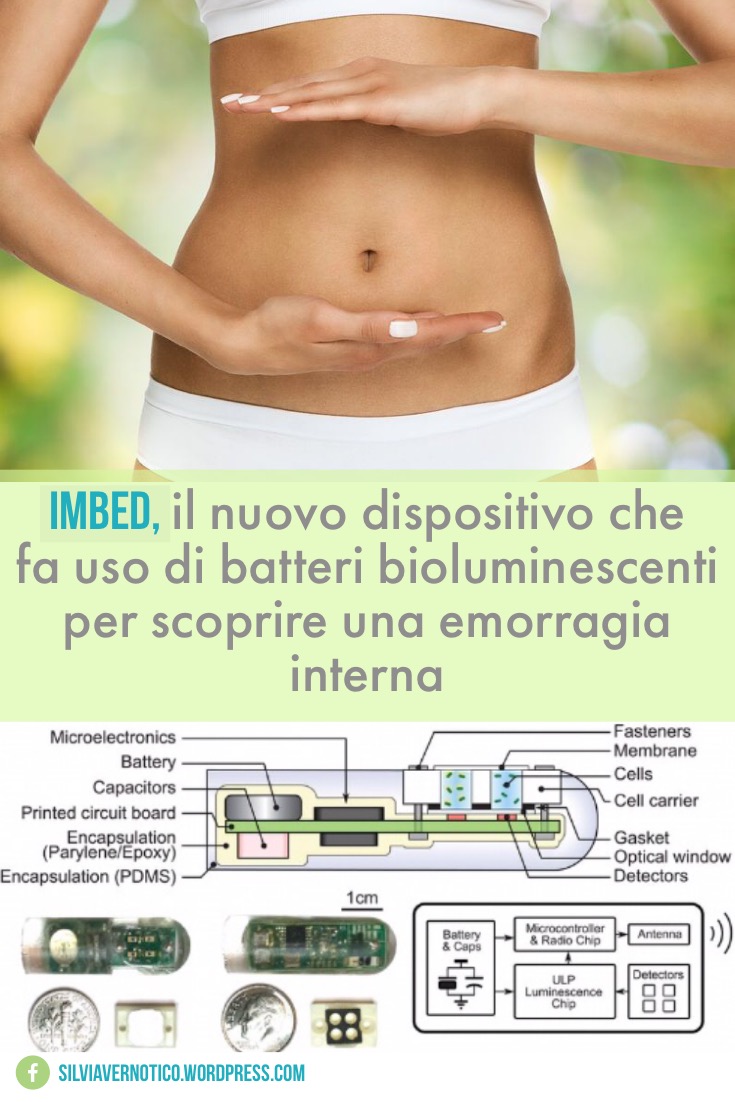 IMBED, il nuovo dispositivo che
fa uso di batteri bioluminescenti
per scoprire una emorragia
interna
Microelectronics
Battery
Capacitors
Printed circuit board
Encapsulation
(Parylene/Epoxy)
Encapsulation (PDMS)
Fasteners
Membrane
Cells
Cell carrier
Gasket
Optical window
Detectors
1cm
Battery
& Caps
Microcontroller
& Radio Chip
Antenna
ULP
Luminescence
Chip
Detectors
f
SILVIAVERNOTICO.WORDPRESS.COM